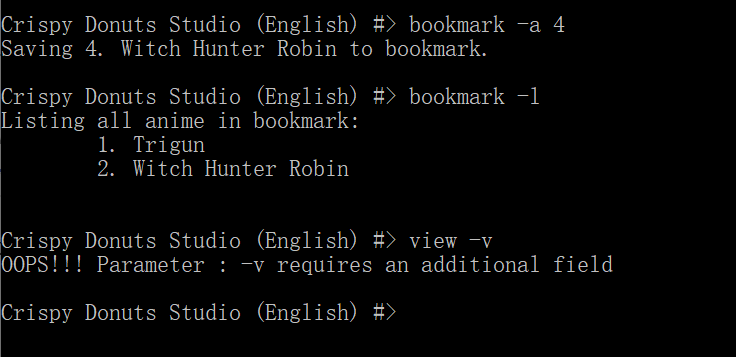 Crispy Donuts Studio (English) #> bookmark -a 4
Saving 4. Witch Hunter Robin to bookmark.
Crispy Donuts Studio (English) #> bookmark -l
Listing all anime in bookmark:
1. Trigun
2. Witch Hunter Robin
Crispy Donuts Studio (English) #> view -v
OOPS!!! Parameter : -v requires an additional field
Crispy Donuts Studio (English) #>